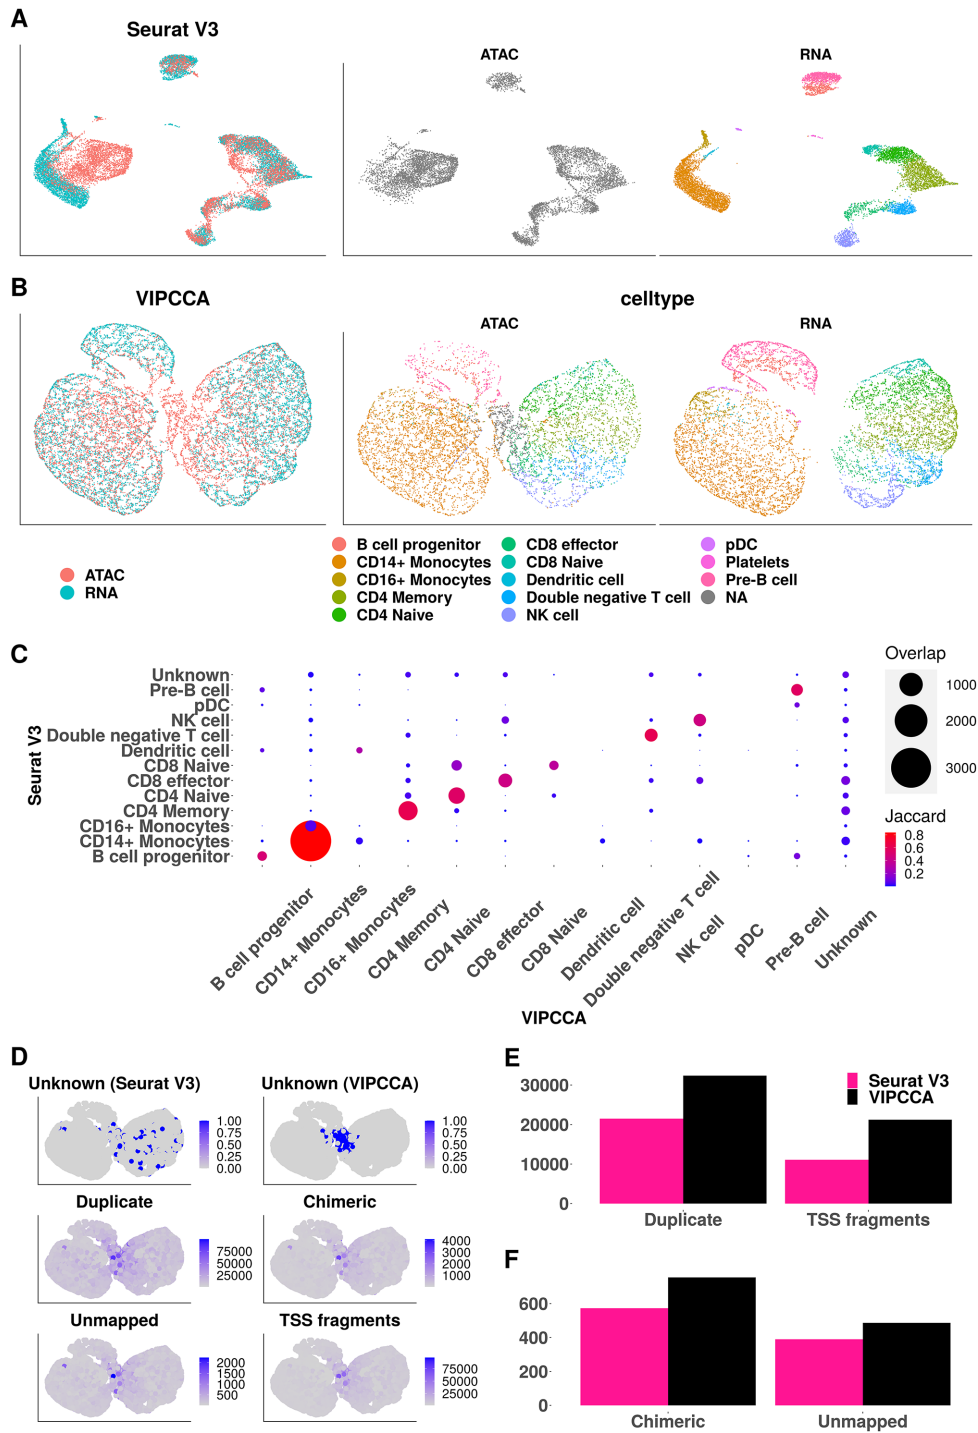 A
Seurat V3
ATAC
RNA
B
VIPCCA
celltype
ATAC
RNA
ATAC
RNA
B cell progenitor
CD14+ Monocytes
CD16+ Monocytes
CD4 Memory
CD4 Naive
CD8 effector
CD8 Naive
Dendritic cell
Double negative T cell
NK cell
pDC
Platelets
Pre-B cell
NA
C
Seurat V3
Unknown
Pre-B cell
pDC
NK cell
Double negative T cell
Dendritic cell
CD8 Naive
CD8 effector
CD4 Naive
CD4 Memory
CD16+ Monocytes
CD14+ Monocytes
B cell progenitor
B cell progenitor
CD14+ Monocytes
CD16+ Monocytes
CD4 Memory
CD4 Naive
CD8 effector
CD8 Naive
Dendritic cell
Double negative T cell
NK cell
pDC
Pre-B cell
Unknown
VIPCCA
Overlap
1000
2000
3000
Jaccard
0.8
0.6
0.4
0.2
D
Unknown (Seurat V3)
1.00
0.75
0.50
0.25
0.00
Unknown (VIPCCA)
1.00
0.75
0.50
0.25
0.00
Duplicate
75000
50000
25000
Chimeric
4000
3000
2000
1000
Unmapped
2000
1500
1000
500
TSS fragments
75000
50000
25000
E
30000
20000
10000
0
Duplicate
TSS fragments
Seurat V3
VIPCCA
F
600
400
200
0
Chimeric
Unmapped